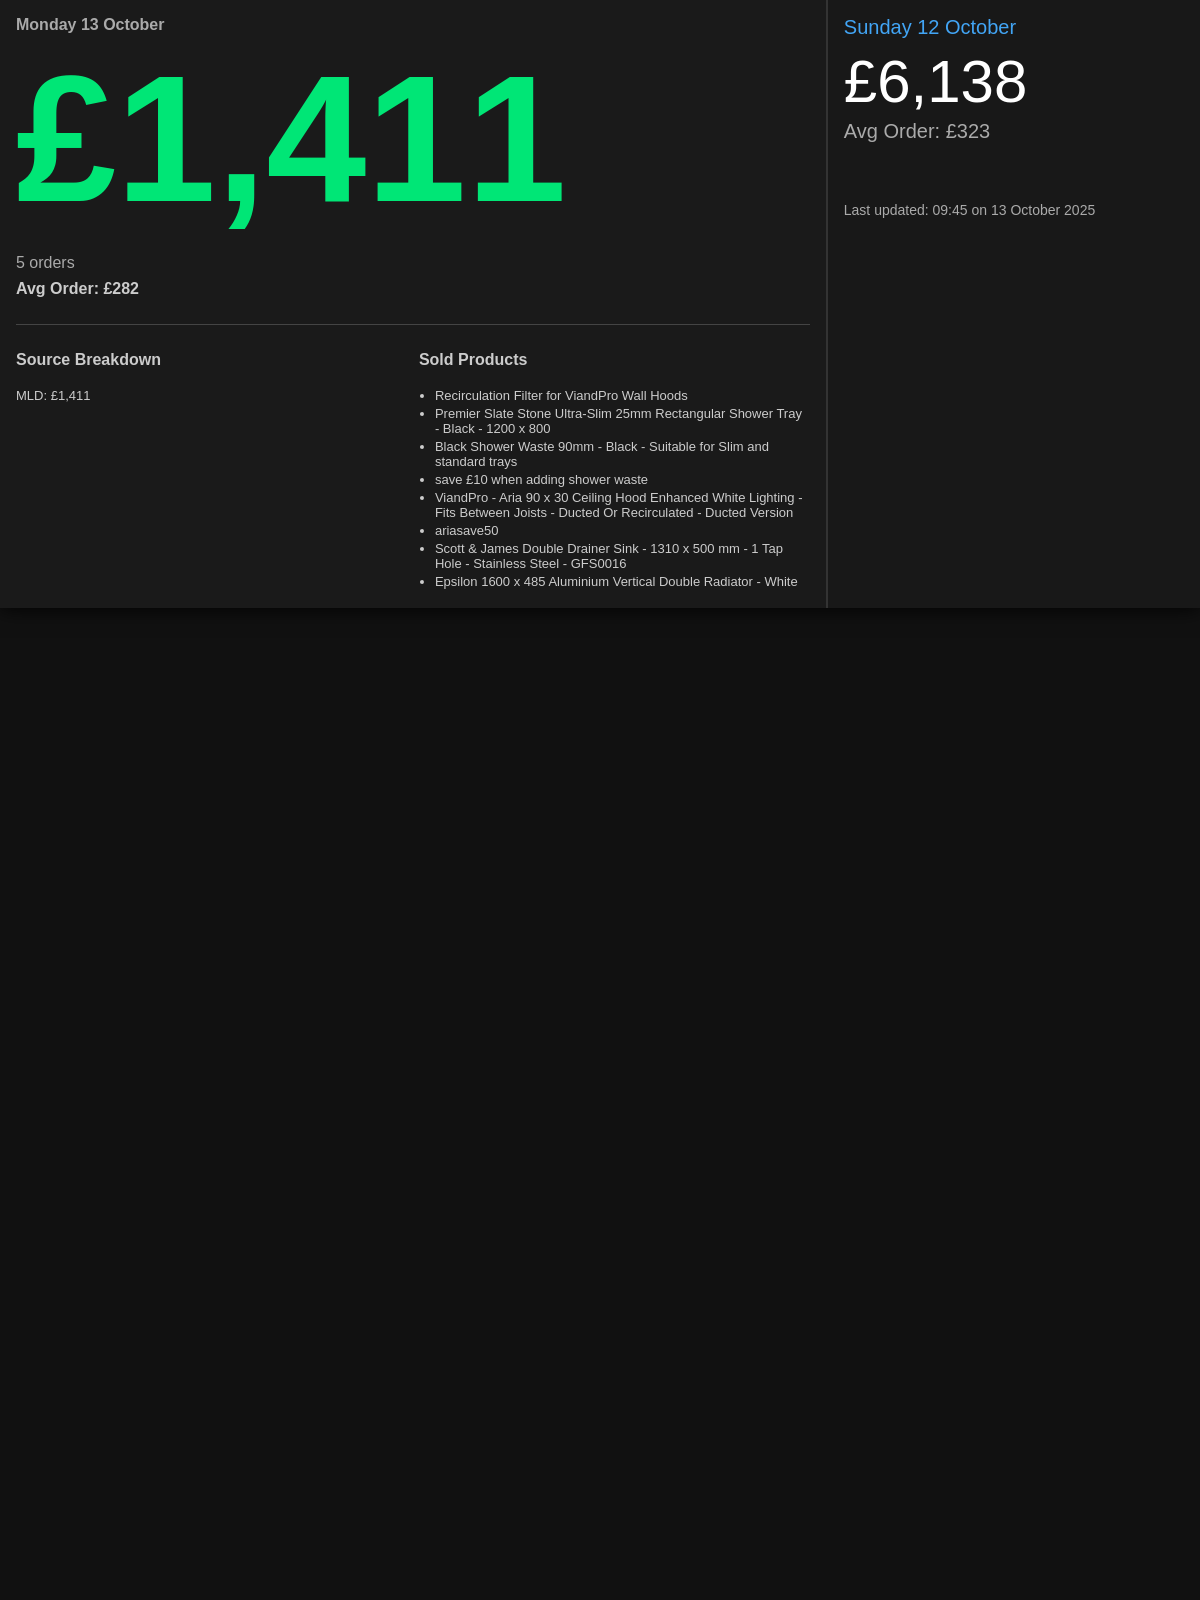 Monday 13 October
£1,411
5 orders
Avg Order: £282
Source Breakdown
MLD: £1,411
Sold Products
• Recirculation Filter for ViandPro Wall Hoods
• Premier Slate Stone Ultra-Slim 25mm Rectangular Shower Tray
- Black - 1200 x 800
• Black Shower Waste 90mm - Black - Suitable for Slim and
standard trays
• save £10 when adding shower waste
• ViandPro - Aria 90 x 30 Ceiling Hood Enhanced White Lighting -
Fits Between Joists - Ducted Or Recirculated - Ducted Version
• ariasave50
• Scott & James Double Drainer Sink - 1310 x 500 mm - 1 Tap
Hole - Stainless Steel - GFS0016
• Epsilon 1600 x 485 Aluminium Vertical Double Radiator - White
Sunday 12 October
£6,138
Avg Order: £323
Last updated: 09:45 on 13 October 2025